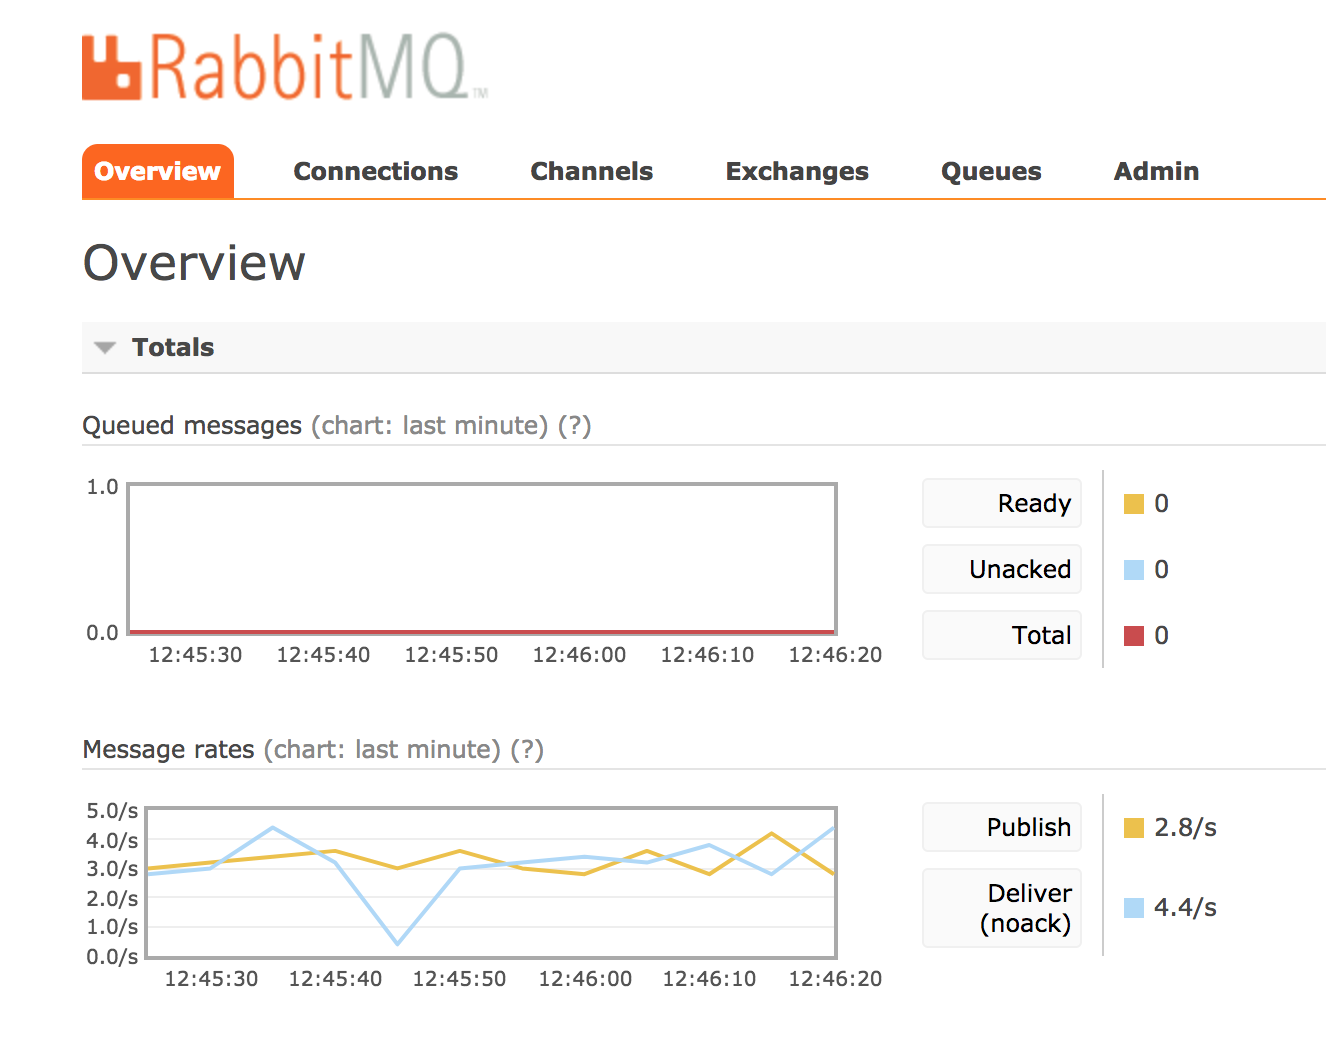 RabbitMQ™
Overview Connections Channels Exchanges Queues Admin
Overview
Totals
Queued messages (chart: last minute) (?)
1.0
0.0
12:45:30 12:45:40 12:45:50 12:46:00 12:46:10 12:46:20
Ready 0
Unacked 0
Total 0
Message rates (chart: last minute) (?)
5.0/s
4.0/s
3.0/s
2.0/s
1.0/s
0.0/s
12:45:30 12:45:40 12:45:50 12:46:00 12:46:10 12:46:20
Publish 2.8/s
Deliver
(noack) 4.4/s